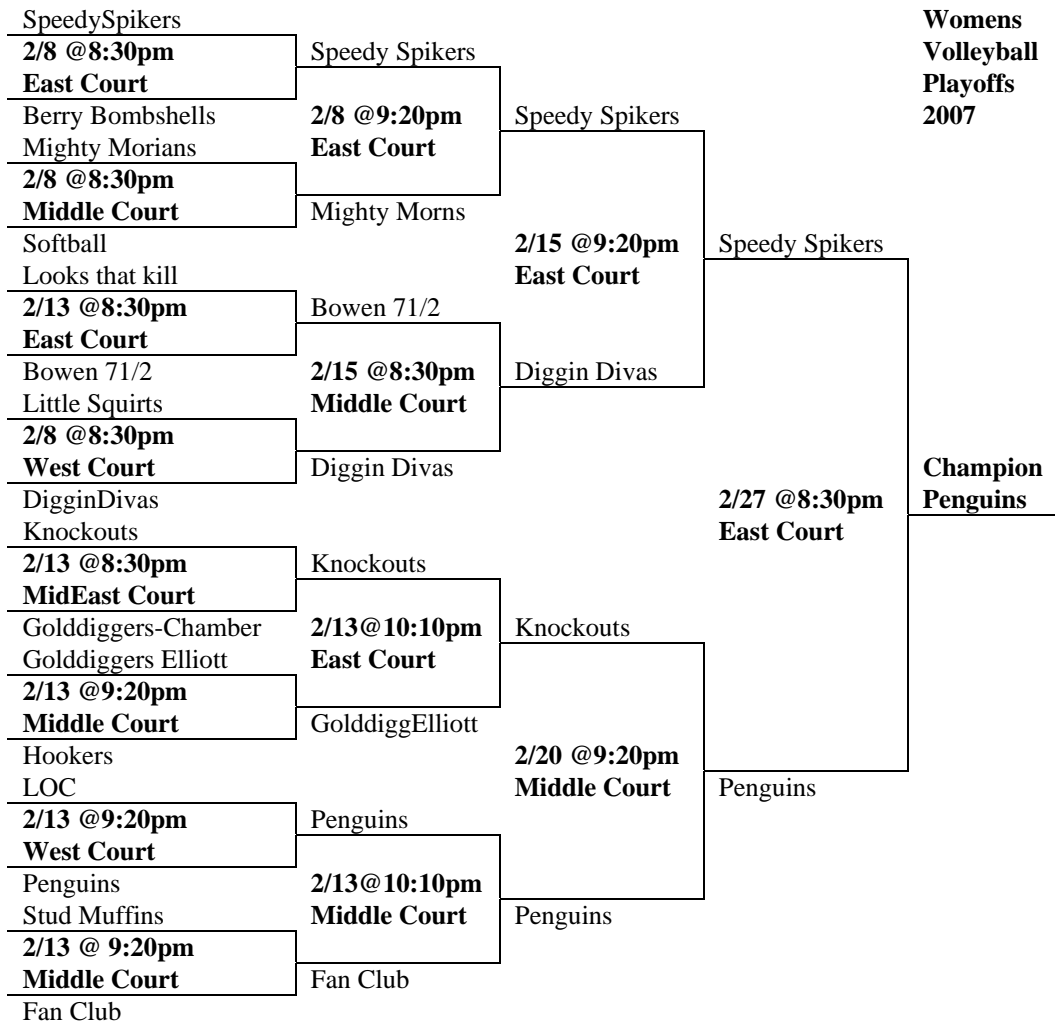 SpeedySpikers
2/8 @8:30pm
East Court
Berry Bombshells
Mighty Morians
2/8 @8:30pm
Middle Court
Softball
Looks that kill
2/13 @8:30pm
East Court
Bowen 71/2
Little Squirts
2/8 @8:30pm
West Court
DigginDivas
Knockouts
2/13 @8:30pm
MidEast Court
Golddiggers-Chamber
Golddiggers Elliott
2/13 @9:20pm
Middle Court
Hookers
LOC
2/13 @9:20pm
West Court
Penguins
Stud Muffins
2/13 @ 9:20pm
Middle Court
Fan Club
Speedy Spikers
2/8 @9:20pm
East Court
Mighty Morns
Bowen 71/2
2/15 @8:30pm
Middle Court
Diggin Divas
Knockouts
2/13@10:10pm
East Court
GolddiggElliott
Penguins
2/13@10:10pm
Middle Court
Fan Club
Speedy Spikers
2/15 @9:20pm
East Court
Diggin Divas
Knockouts
2/20 @9:20pm
Middle Court
Penguins
Speedy Spikers
2/27 @8:30pm
East Court
Penguins
Womens
Volleyball
Playoffs
2007
Champion
Penguins